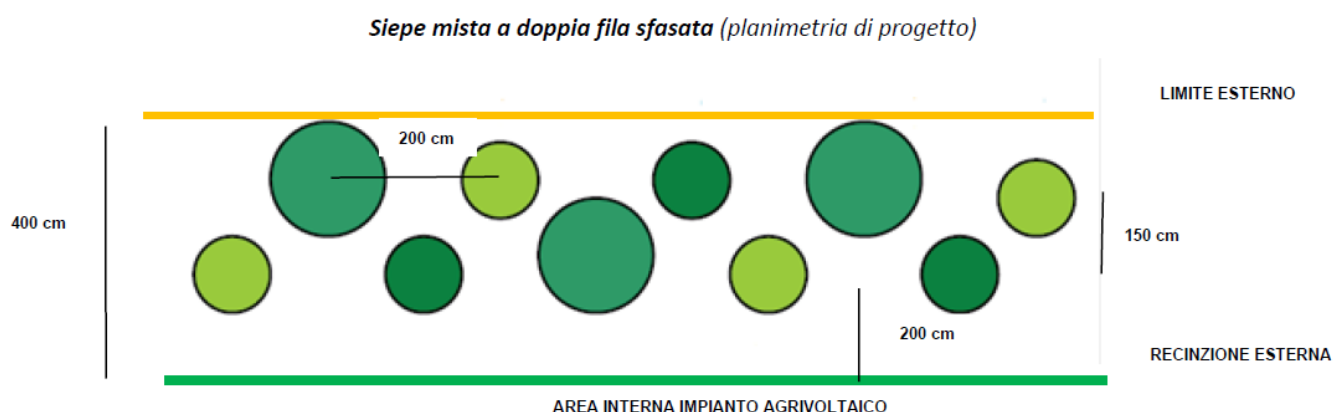 Siepe mista a doppia fila sfasata (planimetria di progetto)
LIMITE ESTERNO
200 cm
400 cm
150 cm
200 cm
RECINZIONE ESTERNA
AREA INTERNA IMPIANTO AGRIVOLTAICO